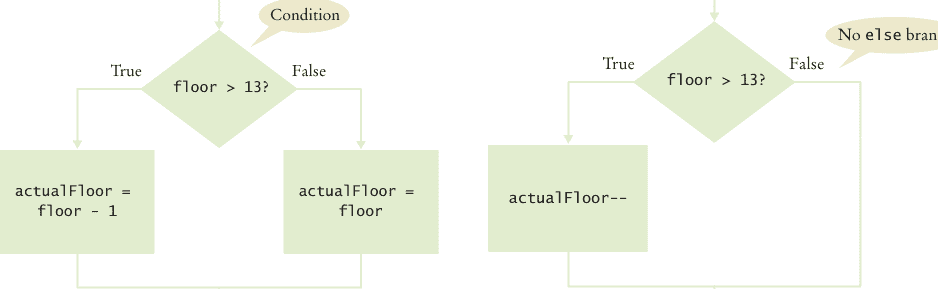 Condition
True
False
floor > 13?
actualFloor =
floor - 1
actualFloor =
floor
No else bran
True
False
floor > 13?
actualFloor--